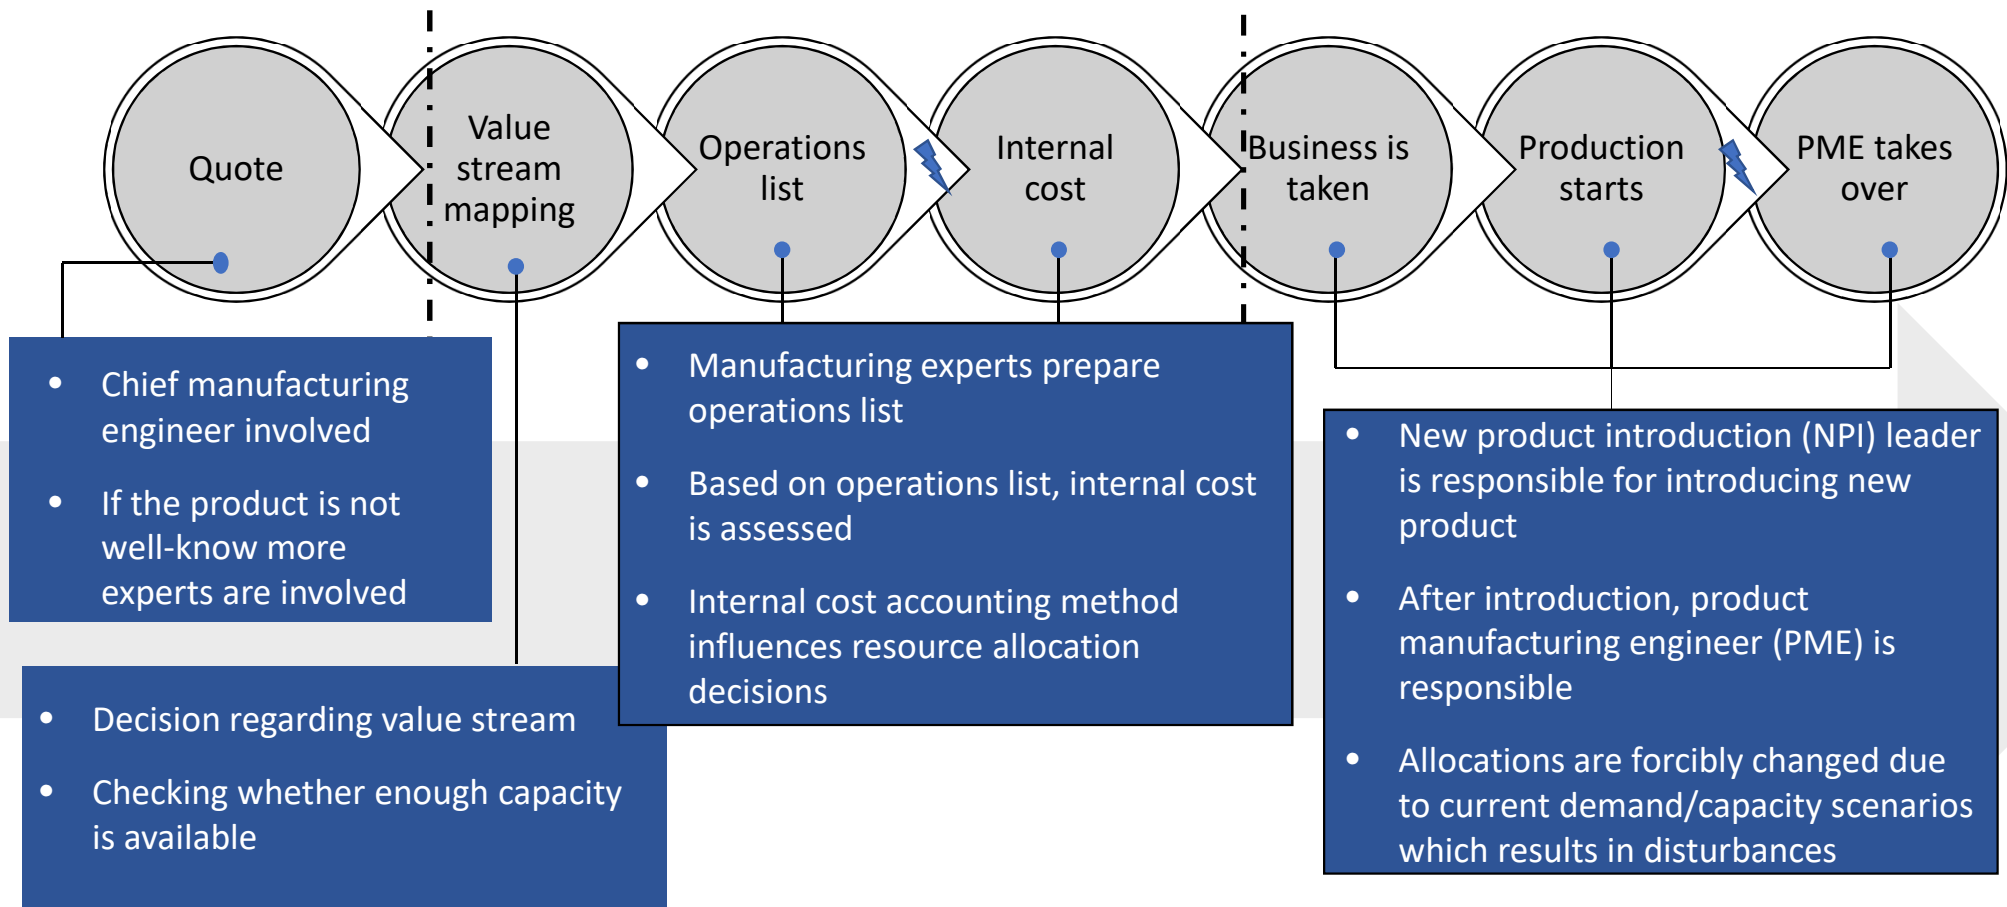 Quote
Value
stream
mapping
Operations
list
Internal
cost
Business is
taken
Production
starts
PME takes
over
• Chief manufacturing
engineer involved
• If the product is not
well-know more
experts are involved
• Decision regarding value stream
• Checking whether enough capacity
is available
• Manufacturing experts prepare
operations list
• Based on operations list, internal cost
is assessed
• Internal cost accounting method
influences resource allocation
decisions
• New product introduction (NPI) leader
is responsible for introducing new
product
• After introduction, product
manufacturing engineer (PME) is
responsible
• Allocations are forcibly changed due
to current demand/capacity scenarios
which results in disturbances